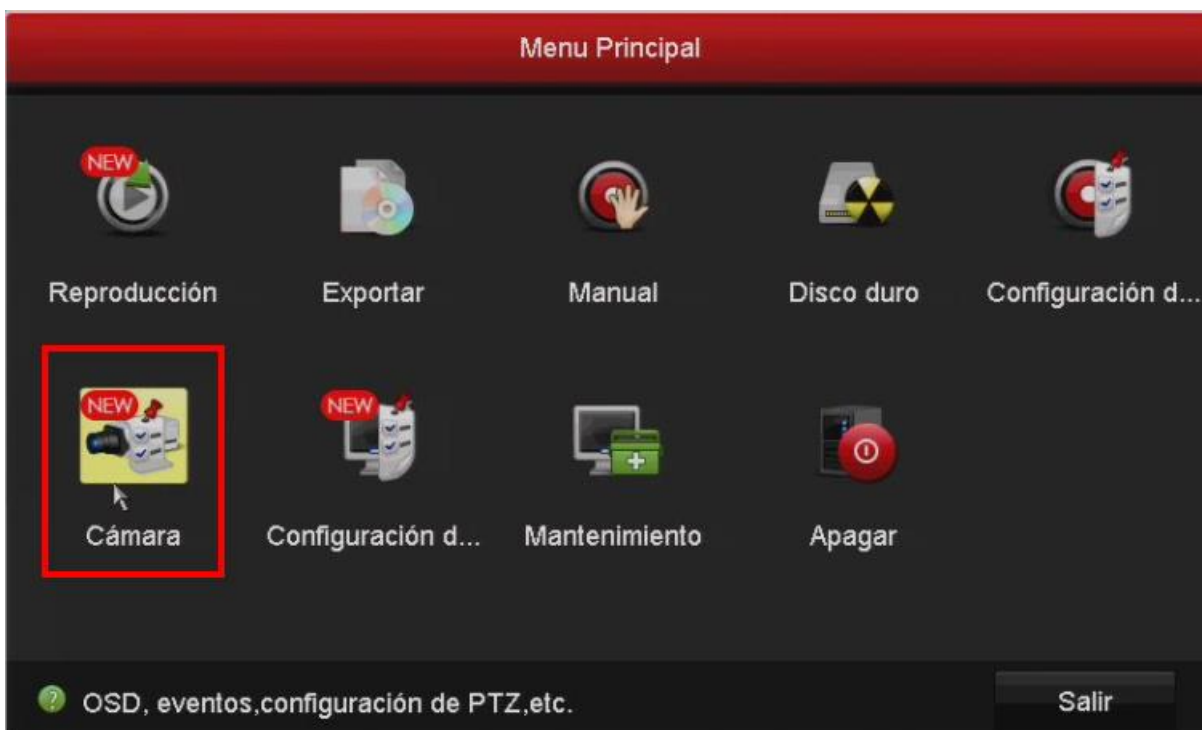 Menu Principal
NEW
Reproducción Exportar Manual Disco duro Configuración d...
NEW NEW
Cámara Configuración d... Mantenimiento Apagar
OSD, eventos,configuración de PTZ,etc. Salir